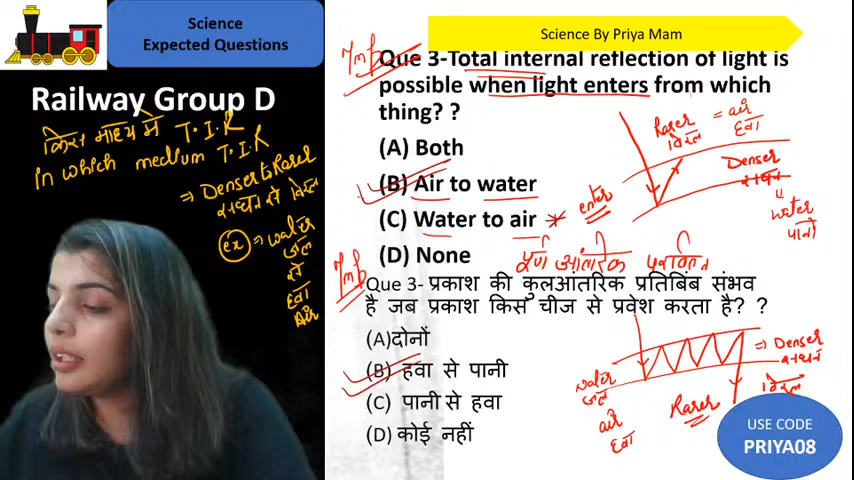 Science
Expected Questions
Science By Priya Mam
Railway Group D
किस माध्य मे T.I.R
in which medium T.I.R
⇒ Denser to Rarer
सघन से विरल
ex ⇒ water
जल
से
हवा
Air
Imp
Que 3-Total internal reflection of light is
possible when light enters from which
thing? ?
(A) Both
(B) Air to water
(C) Water to air
(D) None
Rarer = air
विरल हवा
Denser
सघन
water
पानी
enter
पूर्ण आंतरिक परावर्तन
Imp
Que 3- प्रकाश की कुलआंतरिक प्रतिबिंब संभव
है जब प्रकाश किस चीज से प्रवेश करता है? ?
(A)दोनों
(B) हवा से पानी
(C) पानी से हवा
(D) कोई नहीं
⇒ Denser
सघन
water
जल
air
हवा
Rarer
विरल
USE CODE
PRIYA08